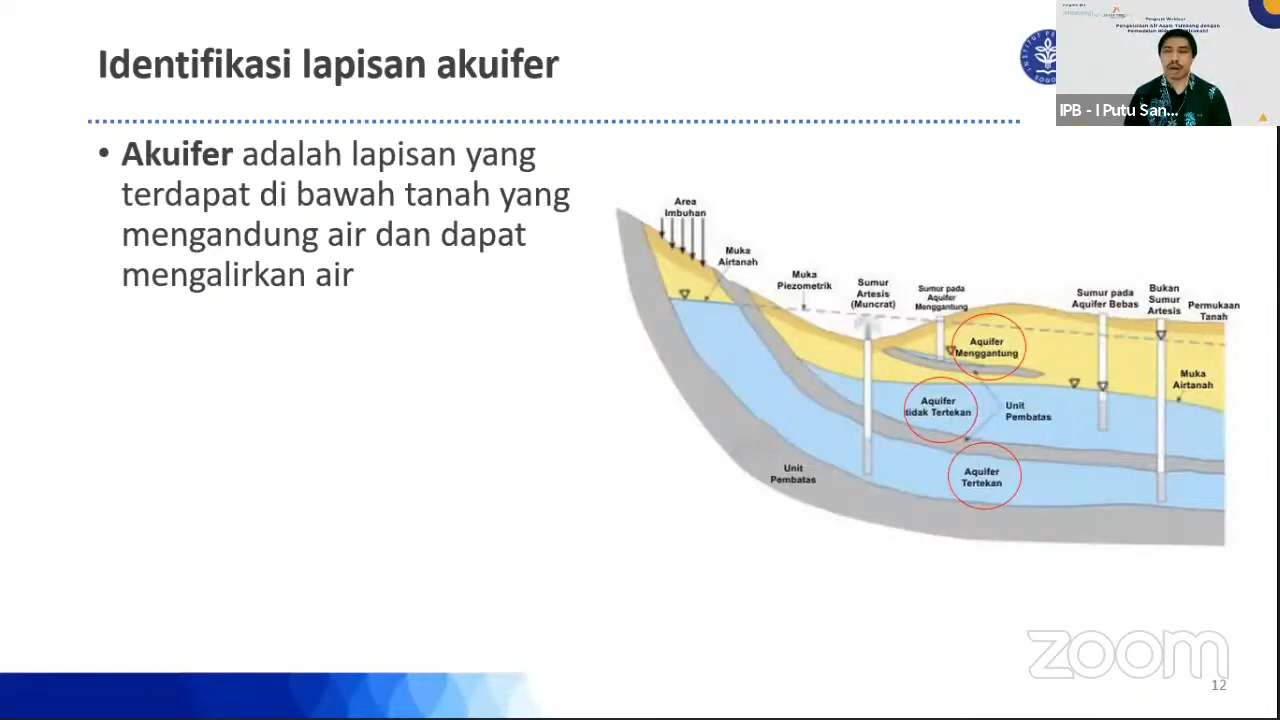 Identifikasi lapisan akuifer
Program Webinar
IPB - I Putu San...
• Akuifer adalah lapisan yang
terdapat di bawah tanah yang
mengandung air dan dapat
mengalirkan air
Area
Imbuhan
Muka
Airtanah
Muka
Piezometrik
Sumur
Artesis
(Muncrat)
Sumur pada
Aquifer
Menggantung
Sumur pada
Aquifer Bebas
Bukan
Sumur
Artesis
Permukaan
Tanah
Aquifer
Menggantung
Muka
Airtanah
Aquifer
tidak Tertekan
Unit
Pembatas
Aquifer
Tertekan
Unit
Pembatas
zoom
12